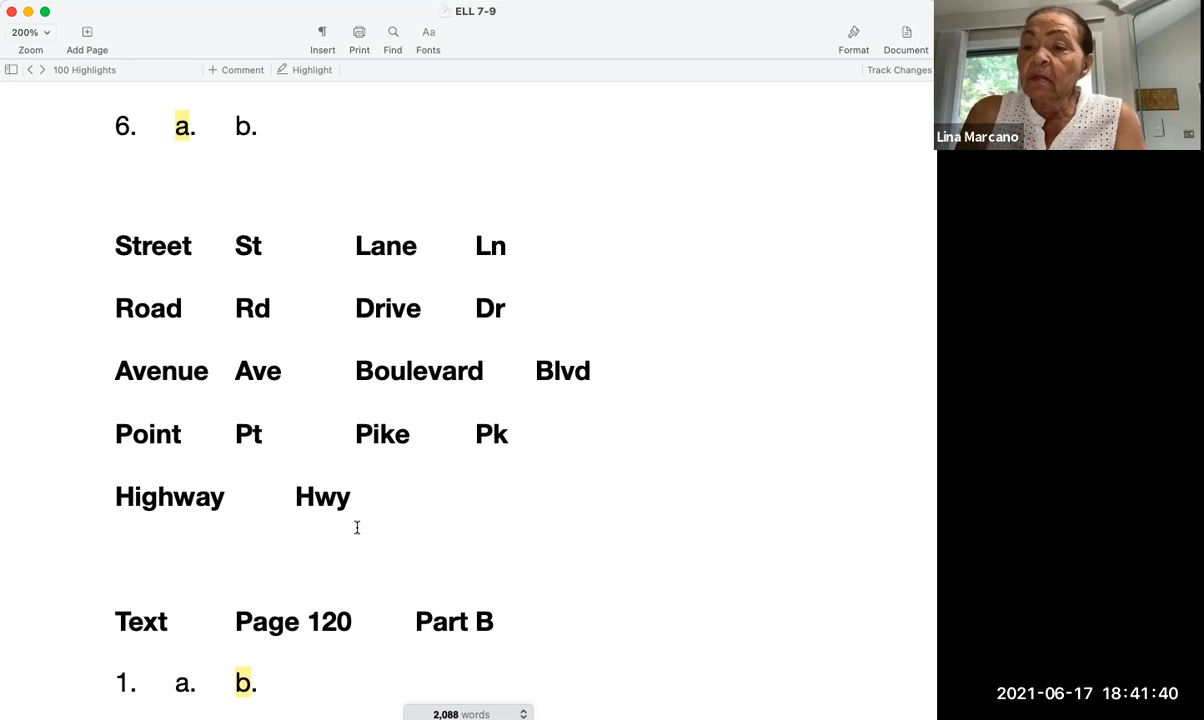 ELL 7-9
200%
Zoom Add Page Insert Print Find Aa Fonts Format Document
100 Highlights + Comment Highlight Track Changes
6. a. b.
Street St Lane Ln
Road Rd Drive Dr
Avenue Ave Boulevard Blvd
Point Pt Pike Pk
Highway Hwy
Text Page 120 Part B
1. a. b.
2,088 words
Lina Marcano
2021-06-17 18:41:40